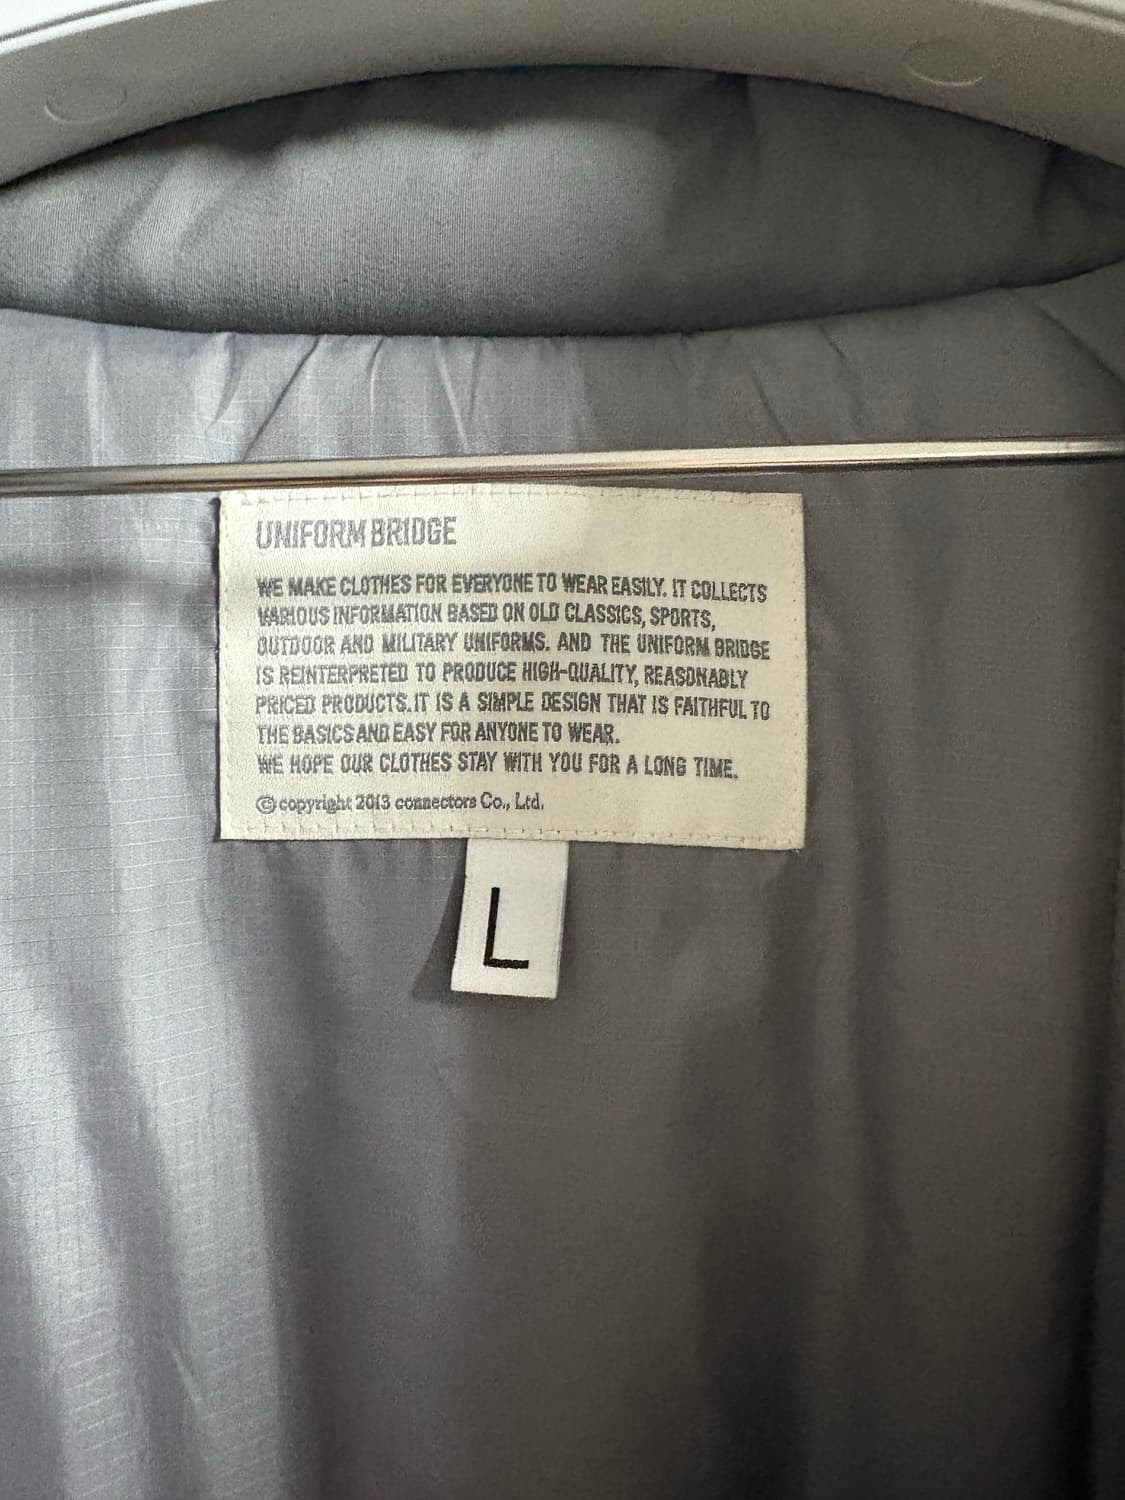 UNIFORM BRIDGE
WE MAKE CLOTHES FOR EVERYONE TO WEAR EASILY. IT COLLECTS
VARIOUS INFORMATION BASED ON OLD CLASSICS, SPORTS,
OUTDOOR AND MILITARY UNIFORMS. AND THE UNIFORM BRIDGE
IS REINTERPRETED TO PRODUCE HIGH-QUALITY, REASONABLY
PRICED PRODUCTS. IT IS A SIMPLE DESIGN THAT IS FAITHFUL TO
THE BASICS AND EASY FOR ANYONE TO WEAR.
WE HOPE OUR CLOTHES STAY WITH YOU FOR A LONG TIME.
© copyright 2013 connectors Co., Ltd.
L